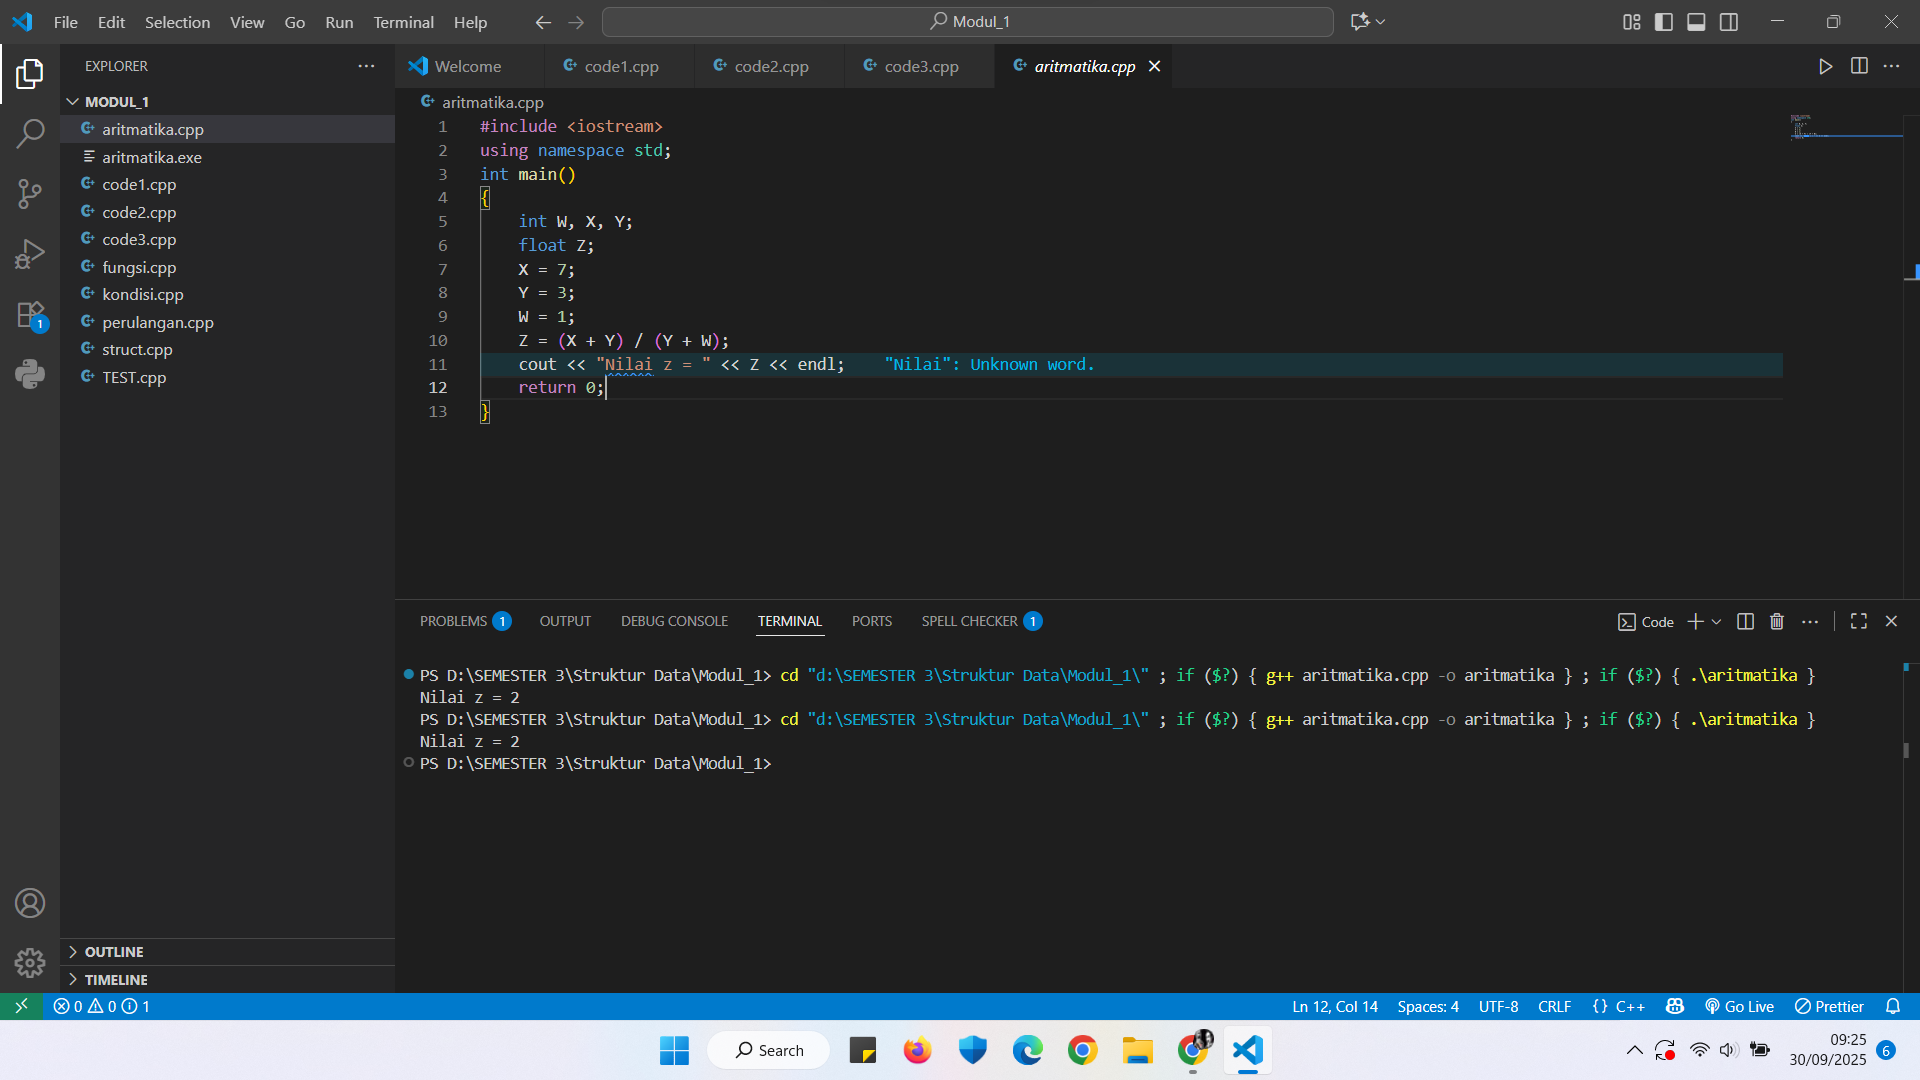 File Edit Selection View Go Run Terminal Help
Modul_1
EXPLORER
MODUL_1
aritmatika.cpp
aritmatika.exe
code1.cpp
code2.cpp
code3.cpp
fungsi.cpp
kondisi.cpp
perulangan.cpp
struct.cpp
TEST.cpp
1
OUTLINE
TIMELINE
Welcome code1.cpp code2.cpp code3.cpp aritmatika.cpp
aritmatika.cpp
1 #include <iostream>
2 using namespace std;
3 int main()
4 {
5 int W, X, Y;
6 float Z;
7 X = 7;
8 Y = 3;
9 W = 1;
10 Z = (X + Y) / (Y + W);
11 cout << "Nilai z = " << Z << endl; "Nilai": Unknown word.
12 return 0;
13 }
PROBLEMS 1 OUTPUT DEBUG CONSOLE TERMINAL PORTS SPELL CHECKER 1
Code
PS D:\SEMESTER 3\Struktur Data\Modul_1> cd "d:\SEMESTER 3\Struktur Data\Modul_1\" ; if ($?) { g++ aritmatika.cpp -o aritmatika } ; if ($?) { .\aritmatika }
Nilai z = 2
PS D:\SEMESTER 3\Struktur Data\Modul_1> cd "d:\SEMESTER 3\Struktur Data\Modul_1\" ; if ($?) { g++ aritmatika.cpp -o aritmatika } ; if ($?) { .\aritmatika }
Nilai z = 2
PS D:\SEMESTER 3\Struktur Data\Modul_1>
0 0 1
Ln 12, Col 14 Spaces: 4 UTF-8 CRLF {} C++ Go Live Prettier
Search
09:25
30/09/2025
6